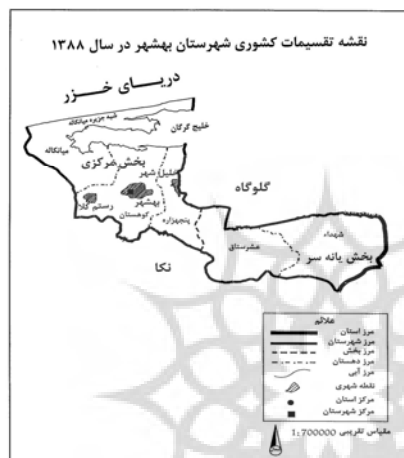 نقشه تقسیمات کشوری شهرستان بهشهر در سال ۱۳۸۸
دریای خزر
شبه جزیره میانکاله
خلیج گرگان
میانکاله
بخش مرکزی
خلیل شهر
گلوگاه
رستم کلا
بهشهر
کوهستان
پنجهزاره
شهداء
عشرستاق
بخش یانه سر
نکا
علائم
مرز استان
مرز شهرستان
مرز بخش
مرز دهستان
مرز آبی
نقطه شهری
مرکز استان
مرکز شهرستان
مقیاس تقریبی 1:700000